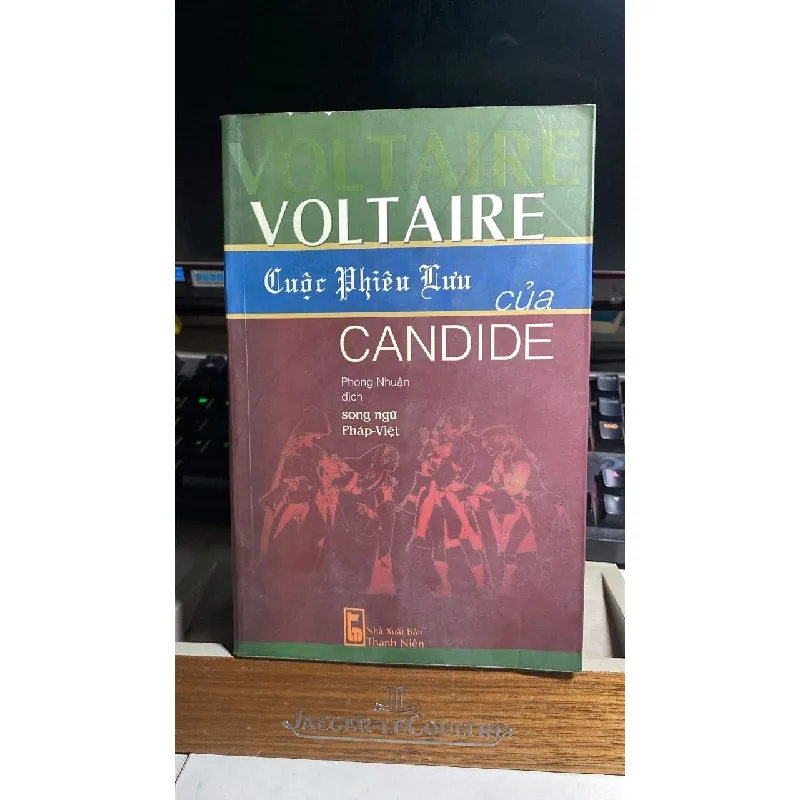 VOLTAIRE
VOLTAIRE
Cuộc Phiêu Lưu
của
CANDIDE
Phong Nhuận
dịch
song ngữ
Pháp-Việt
Nhà Xuất Bản
Thanh Niên
JAEGER-LECOULTRE